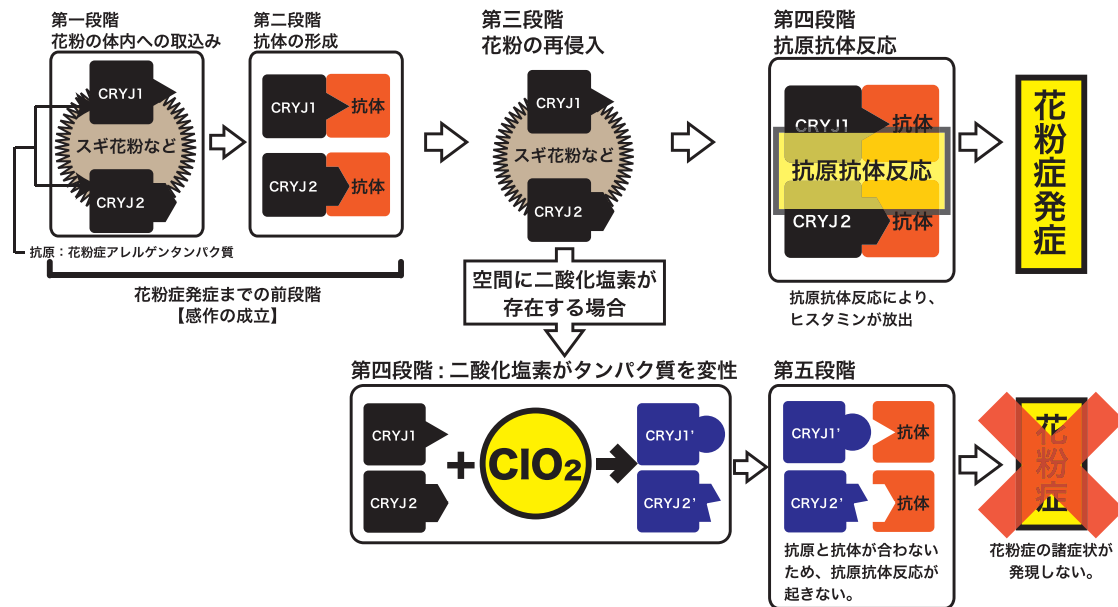 第一段階
花粉の体内への取込み
CRYJ1
スギ花粉など
CRYJ2
抗原：花粉症アレルゲンタンパク質
第二段階
抗体の形成
CRYJ1
抗体
CRYJ2
抗体
花粉症発症までの前段階
【感作の成立】
第三段階
花粉の再侵入
CRYJ1
スギ花粉など
CRYJ2
第四段階
抗原抗体反応
CRYJ1
抗体
抗原抗体反応
CRYJ2
抗体
抗原抗体反応により、
ヒスタミンが放出
花粉症発症
空間に二酸化塩素が
存在する場合
第四段階：二酸化塩素がタンパク質を変性
CRYJ1
CRYJ2
+
ClO2
CRYJ1'
CRYJ2'
第五段階
CRYJ1'
抗体
CRYJ2'
抗体
抗原と抗体が合わない
ため、抗原抗体反応が
起きない。
花粉症
花粉症の諸症状が
発現しない。